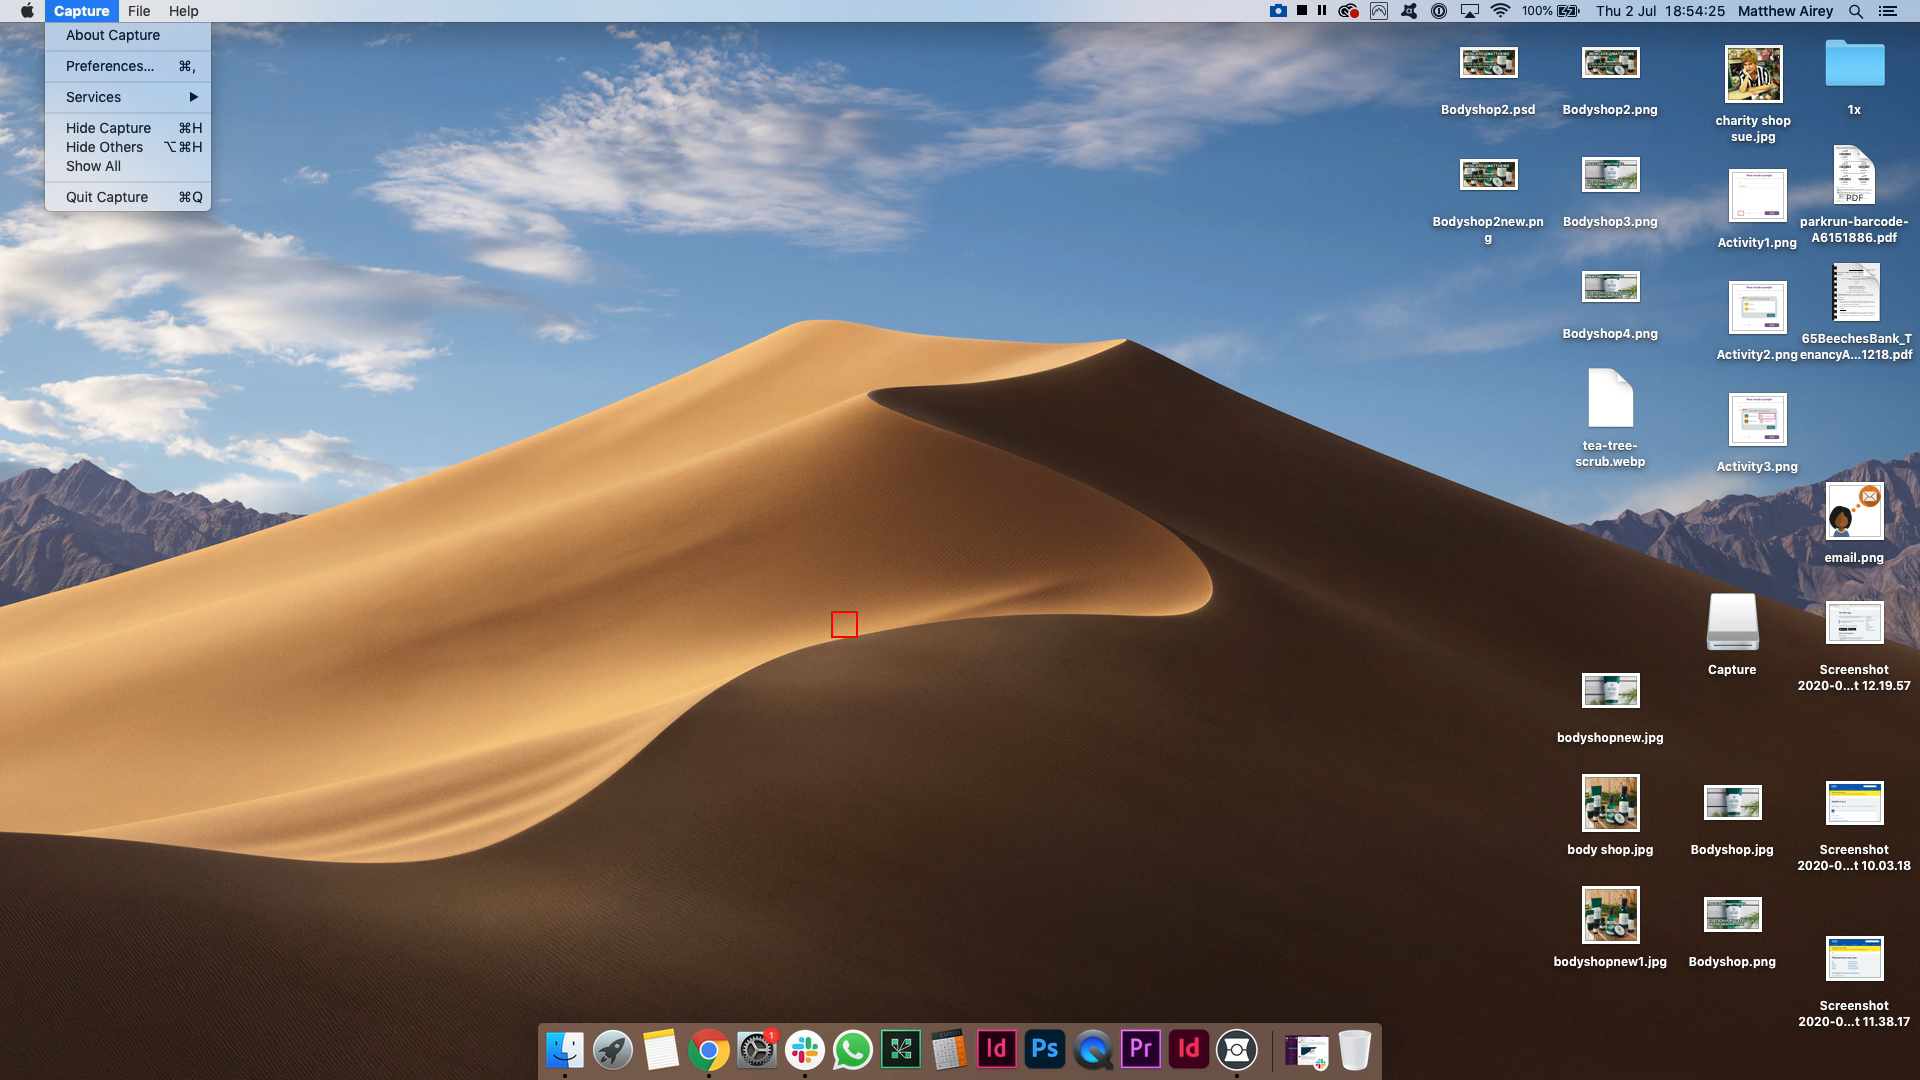 Capture File Help
100% Thu 2 Jul 18:54:25 Matthew Airey
About Capture
Preferences... ⌘,
Services ▶
Hide Capture ⌘H
Hide Others ⌥⌘H
Show All
Quit Capture ⌘Q
Bodyshop2.psd
Bodyshop2.png
charity shop
sue.jpg
1x
Bodyshop2new.pn
g
Bodyshop3.png
Activity1.png
PDF
parkrun-barcode-
A6151886.pdf
Bodyshop4.png
Activity2.png
65BeechesBank_T
enancyA...1218.pdf
tea-tree-
scrub.webp
Activity3.png
email.png
Capture
Screenshot
2020-0...t 12.19.57
bodyshopnew.jpg
body shop.jpg
Bodyshop.jpg
Screenshot
2020-0...t 10.03.18
bodyshopnew1.jpg
Bodyshop.png
Screenshot
2020-0...t 11.38.17
1
Id
Ps
Pr
Id